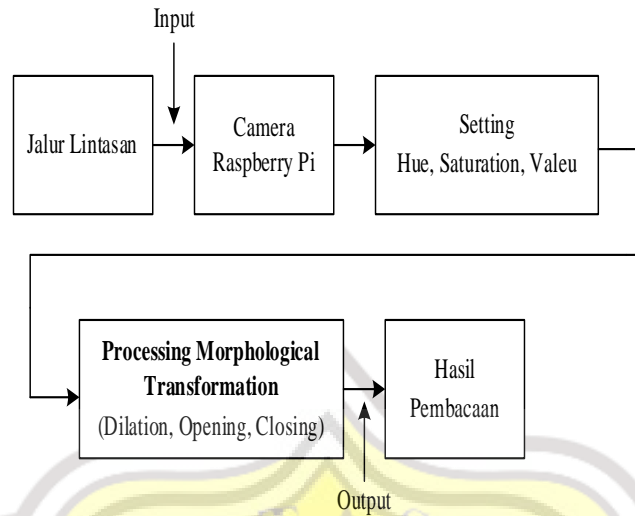 Input
Jalur Lintasan
Camera
Raspberry Pi
Setting
Hue, Saturation, Valeu
Processing Morphological
Transformation
(Dilation, Opening, Closing)
Hasil
Pembacaan
Output